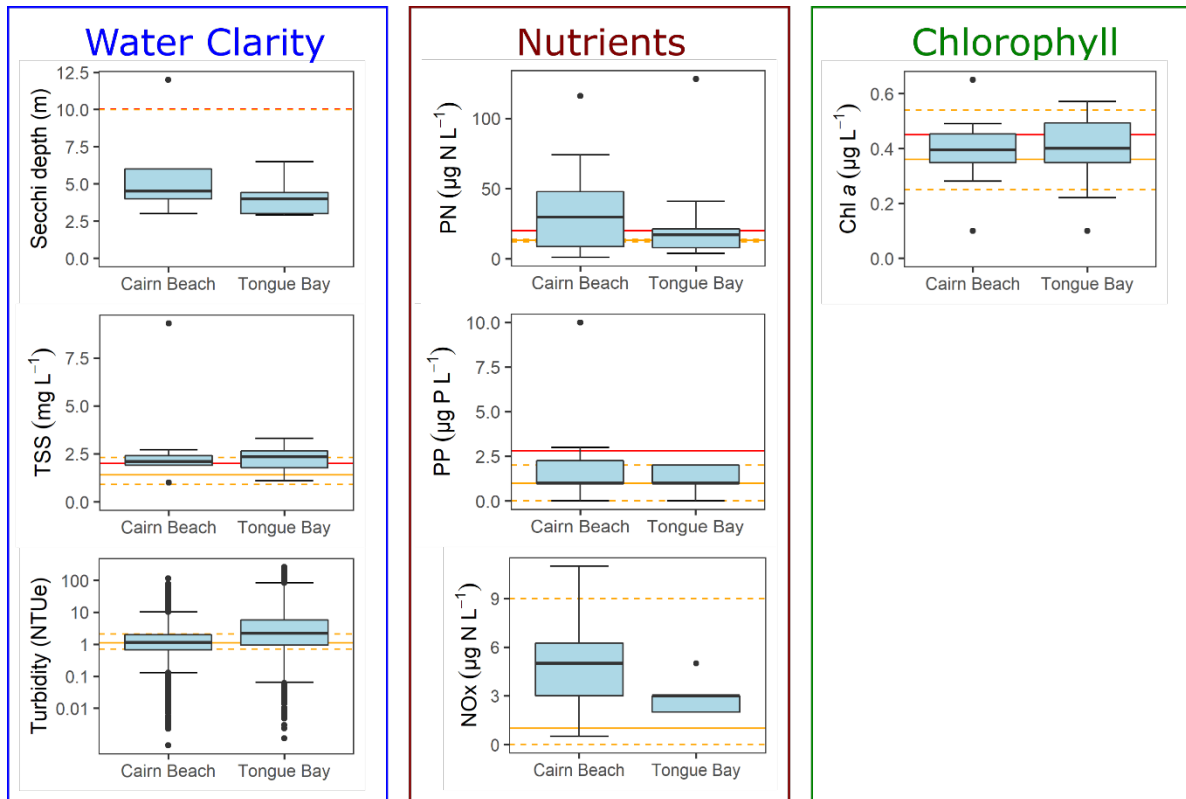 Water Clarity
Secchi depth (m)
12.5
10.0
7.5
5.0
2.5
0.0
Cairn Beach Tongue Bay
TSS (mg L⁻¹)
7.5
5.0
2.5
0.0
Cairn Beach Tongue Bay
Turbidity (NTUe)
100
10
1
0.1
0.01
Cairn Beach Tongue Bay
Nutrients
PN (µg N L⁻¹)
100
50
0
Cairn Beach Tongue Bay
PP (µg P L⁻¹)
10.0
7.5
5.0
2.5
0.0
Cairn Beach Tongue Bay
NOx (µg N L⁻¹)
9
6
3
0
Cairn Beach Tongue Bay
Chlorophyll
Chl a (µg L⁻¹)
0.6
0.4
0.2
0.0
Cairn Beach Tongue Bay